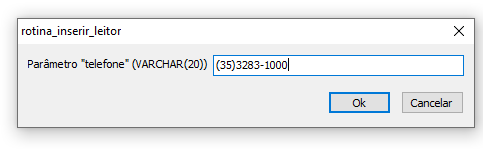 rotina_inserir_leitor
Parâmetro "telefone" (VARCHAR(20)) (35)3283-1000
Ok Cancelar